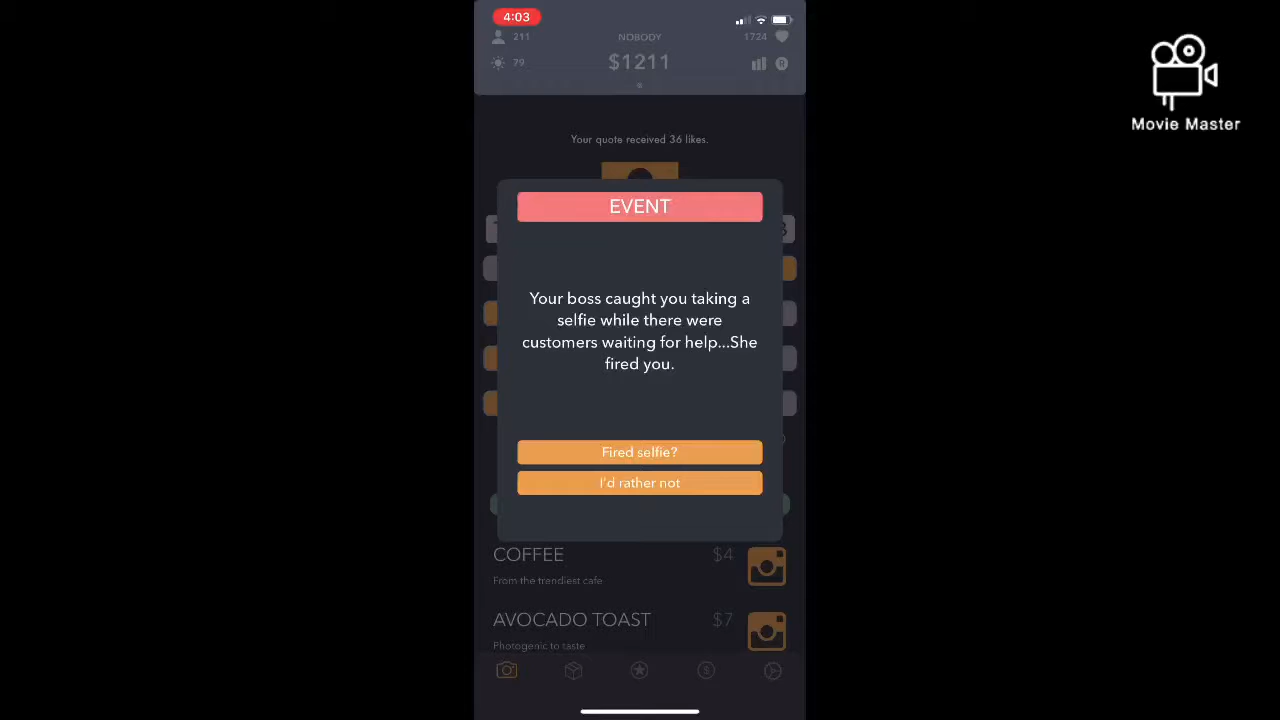 4:03
211
NOBODY
1724
79
$1211
Movie Master
Your quote received 36 likes.
EVENT
Your boss caught you taking a
selfie while there were
customers waiting for help...She
fired you.
Fired selfie?
I'd rather not
COFFEE
$4
From the trendiest cafe
AVOCADO TOAST
$7
Photogenic to taste